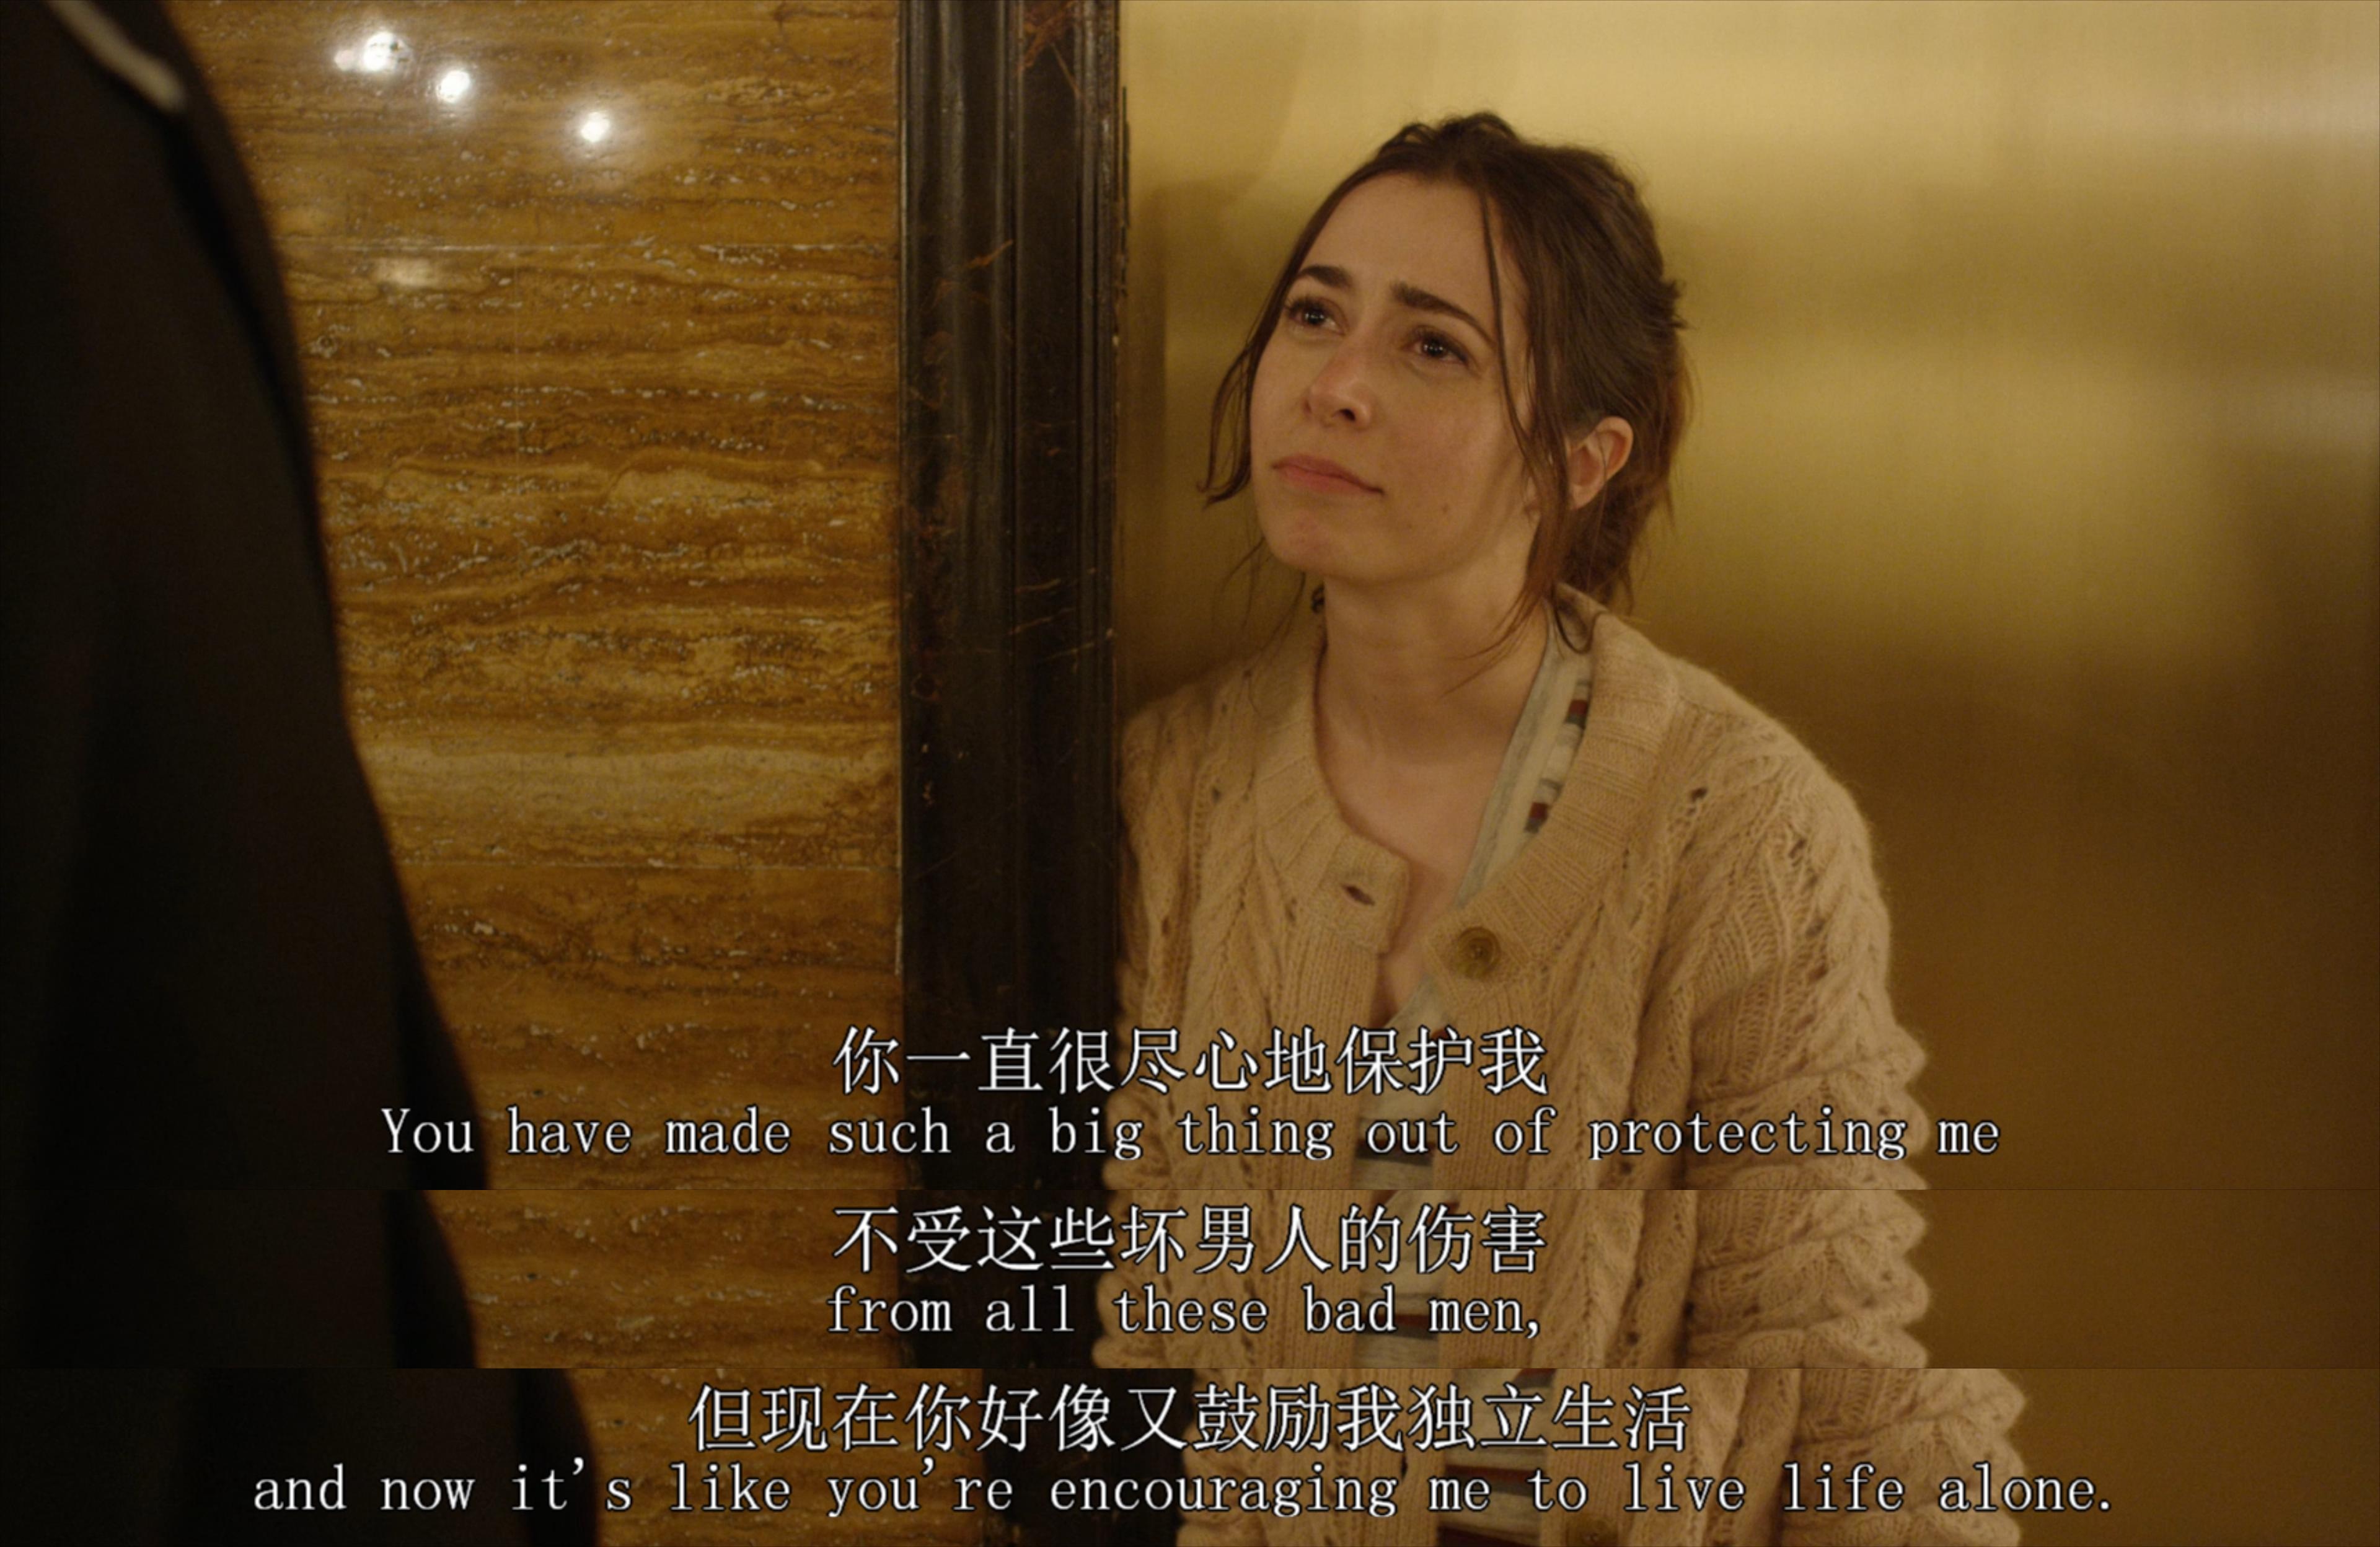 你一直很尽心地保护我
You have made such a big thing out of protecting me
不受这些坏男人的伤害
from all these bad men,
但现在你好像又鼓励我独立生活
and now it's like you're encouraging me to live life alone.